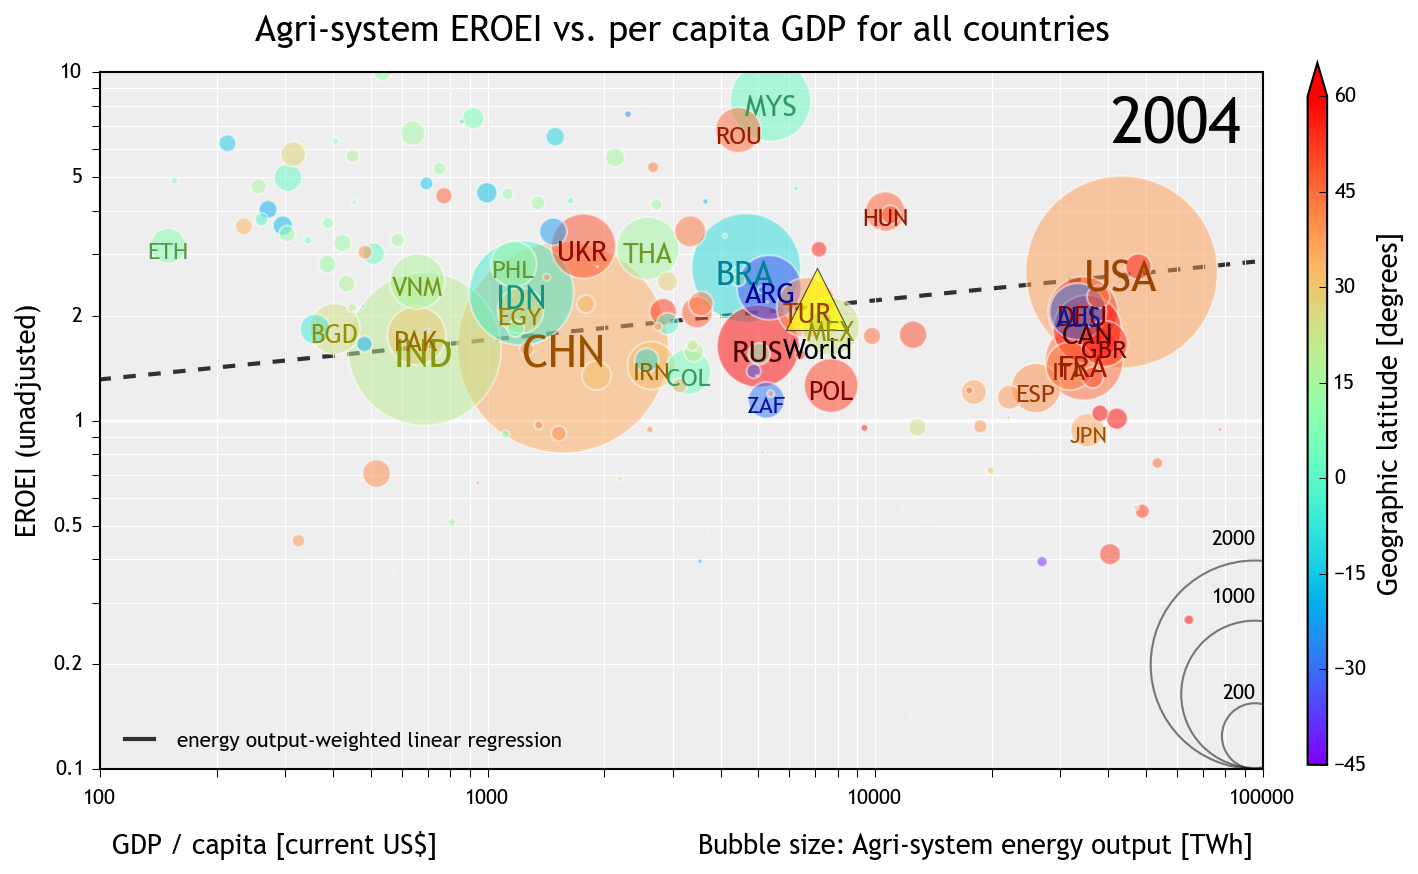 Agri-system EROEI vs. per capita GDP for all countries
2004
EROEI (unadjusted)
10
5
2
1
0.5
0.2
0.1
MYS
ROU
HUN
ETH
UKR
THA
PHL
BRA
USA
VNM
IDN
ARG
TUR
EGY
MEX
AUS
BGD
PAK
IND
CHN
RUS
World
CAN
GBR
IRN
COL
ITA
FRA
POL
ESP
ZAF
JPN
2000
1000
200
energy output-weighted linear regression
100
1000
10000
100000
GDP / capita [current US$]
Bubble size: Agri-system energy output [TWh]
60
45
30
15
0
−15
−30
−45
Geographic latitude [degrees]